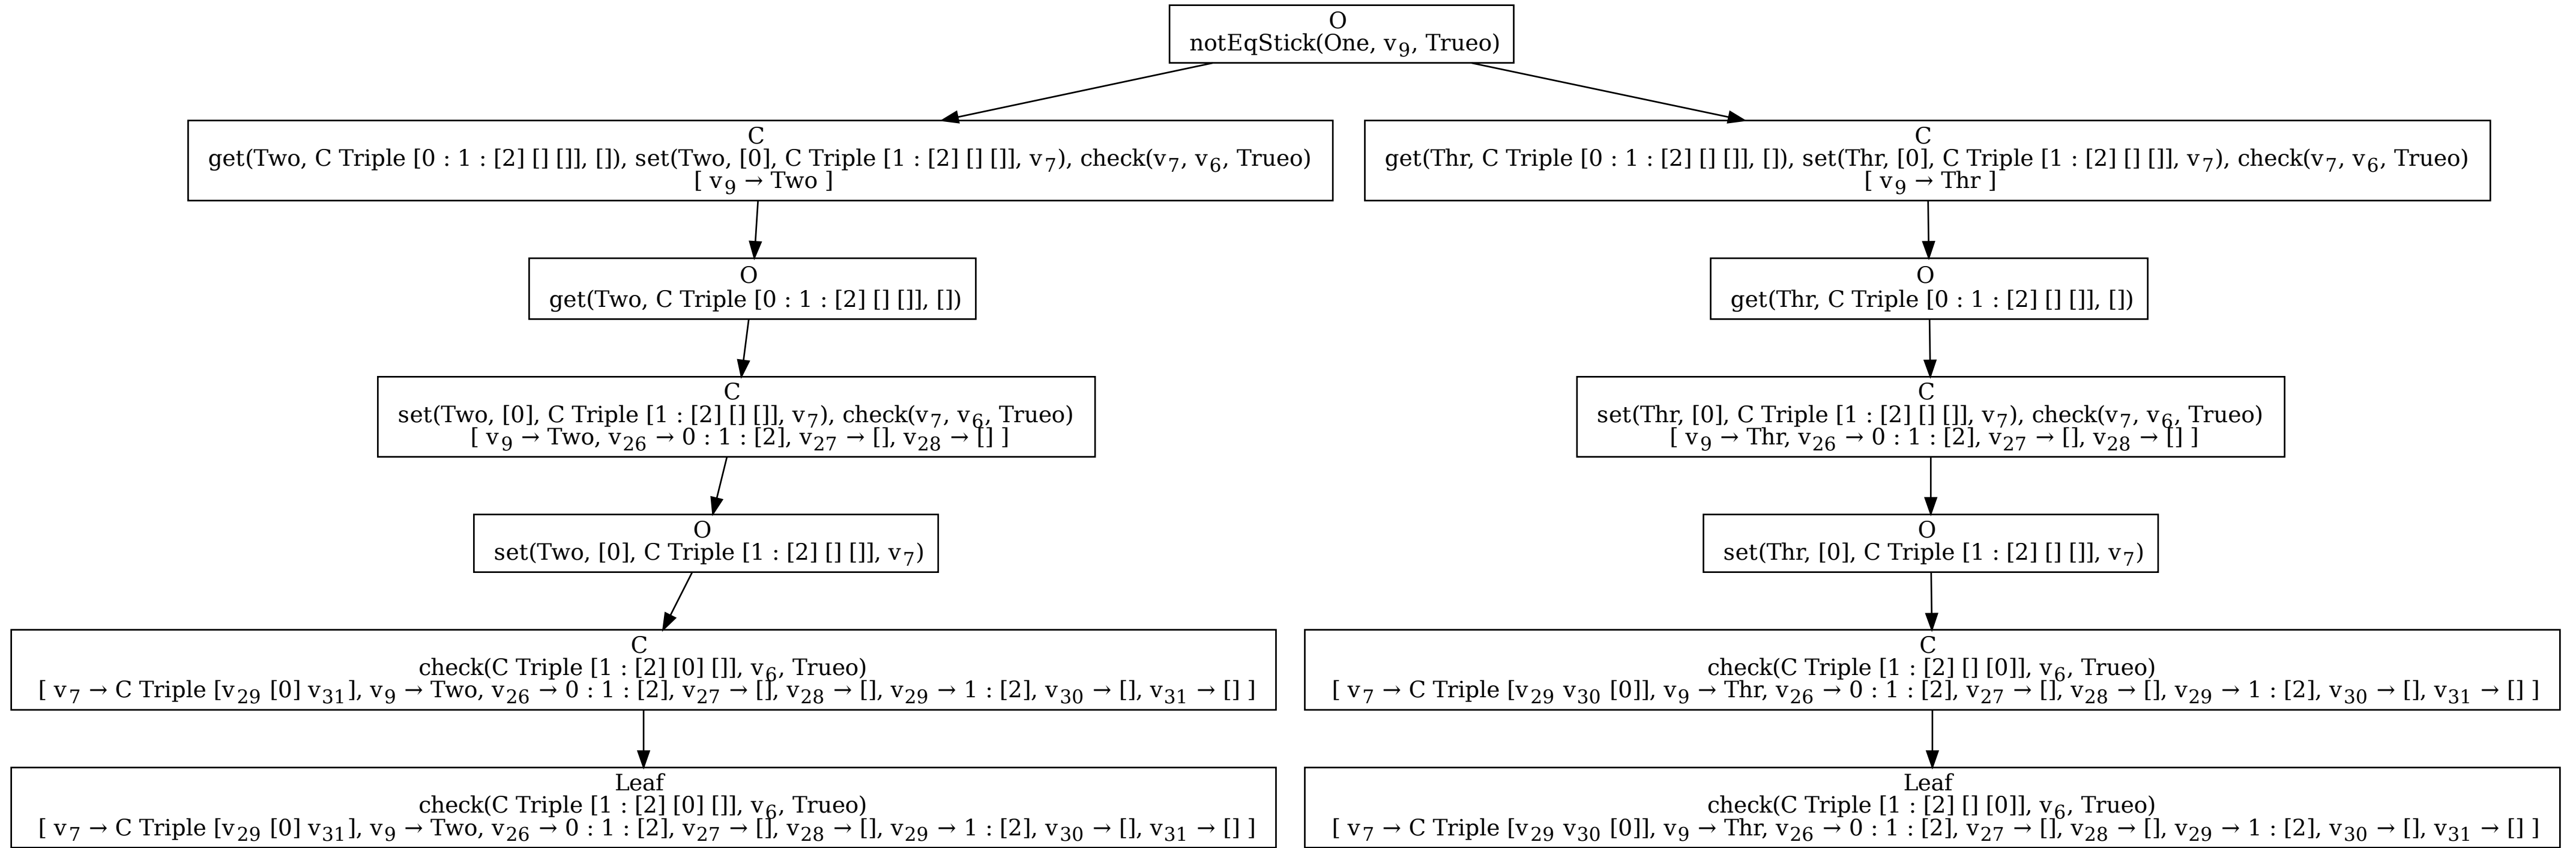 O
notEqStick(One, v9, Trueo)
C
get(Two, C Triple [0 : 1 : [2] [] []], []), set(Two, [0], C Triple [1 : [2] [] []], v7), check(v7, v6, Trueo)
[ v9 → Two ]
C
get(Thr, C Triple [0 : 1 : [2] [] []], []), set(Thr, [0], C Triple [1 : [2] [] []], v7), check(v7, v6, Trueo)
[ v9 → Thr ]
O
get(Two, C Triple [0 : 1 : [2] [] []], [])
O
get(Thr, C Triple [0 : 1 : [2] [] []], [])
C
set(Two, [0], C Triple [1 : [2] [] []], v7), check(v7, v6, Trueo)
[ v9 → Two, v26 → 0 : 1 : [2], v27 → [], v28 → [] ]
C
set(Thr, [0], C Triple [1 : [2] [] []], v7), check(v7, v6, Trueo)
[ v9 → Thr, v26 → 0 : 1 : [2], v27 → [], v28 → [] ]
O
set(Two, [0], C Triple [1 : [2] [] []], v7)
O
set(Thr, [0], C Triple [1 : [2] [] []], v7)
C
check(C Triple [1 : [2] [0] []], v6, Trueo)
[ v7 → C Triple [v29 [0] v31], v9 → Two, v26 → 0 : 1 : [2], v27 → [], v28 → [], v29 → 1 : [2], v30 → [], v31 → [] ]
C
check(C Triple [1 : [2] [] [0]], v6, Trueo)
[ v7 → C Triple [v29 v30 [0]], v9 → Thr, v26 → 0 : 1 : [2], v27 → [], v28 → [], v29 → 1 : [2], v30 → [], v31 → [] ]
Leaf
check(C Triple [1 : [2] [0] []], v6, Trueo)
[ v7 → C Triple [v29 [0] v31], v9 → Two, v26 → 0 : 1 : [2], v27 → [], v28 → [], v29 → 1 : [2], v30 → [], v31 → [] ]
Leaf
check(C Triple [1 : [2] [] [0]], v6, Trueo)
[ v7 → C Triple [v29 v30 [0]], v9 → Thr, v26 → 0 : 1 : [2], v27 → [], v28 → [], v29 → 1 : [2], v30 → [], v31 → [] ]